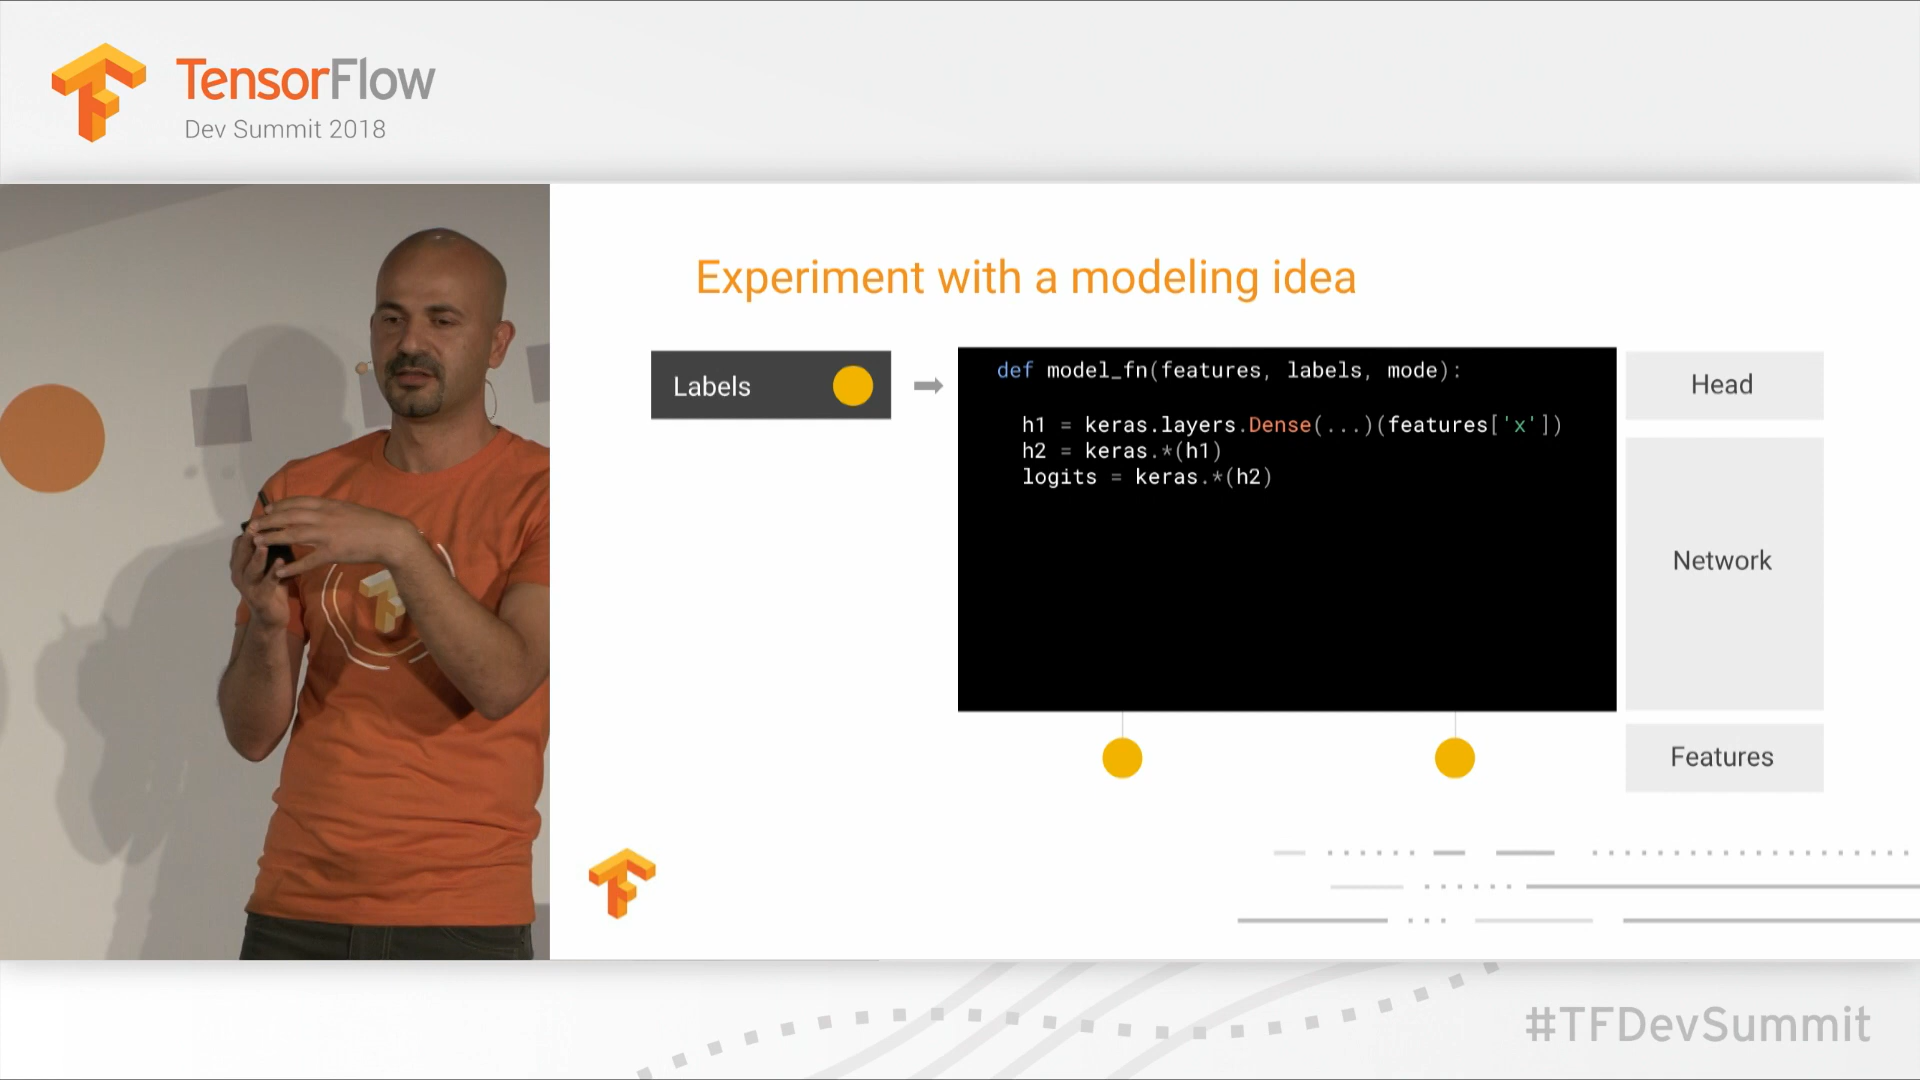 TensorFlow
Dev Summit 2018
Experiment with a modeling idea
Labels
def model_fn(features, labels, mode):
h1 = keras.layers.Dense(...)(features['x'])
h2 = keras.*(h1)
logits = keras.*(h2)
Head
Network
Features
#TFDevSummit